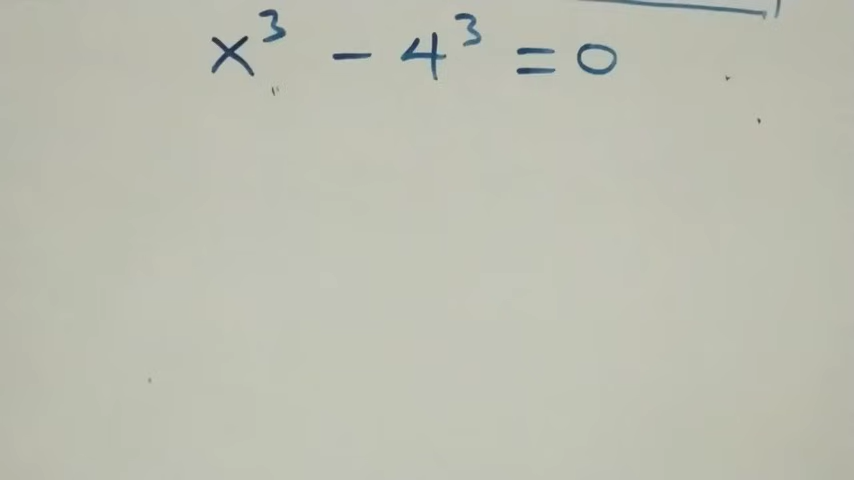 x³ - 4³ = 0